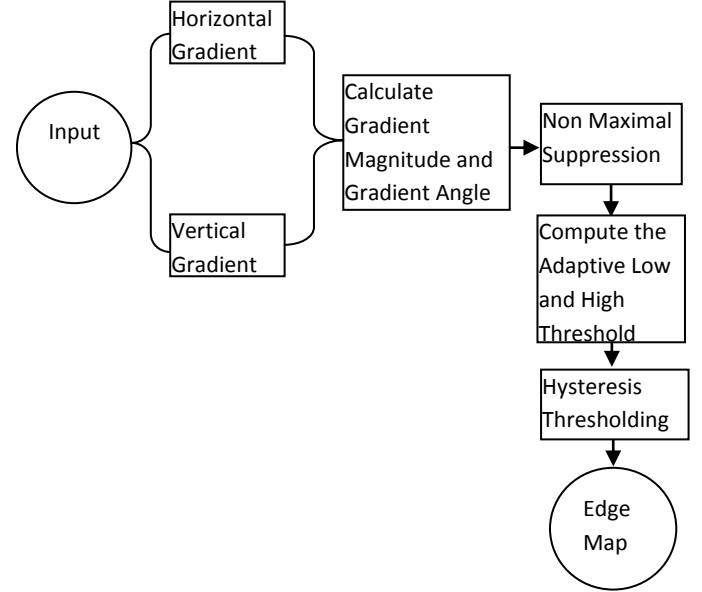 Input
Horizontal
Gradient
Vertical
Gradient
Calculate
Gradient
Magnitude and
Gradient Angle
Non Maximal
Suppression
Compute the
Adaptive Low
and High
Threshold
Hysteresis
Thresholding
Edge
Map